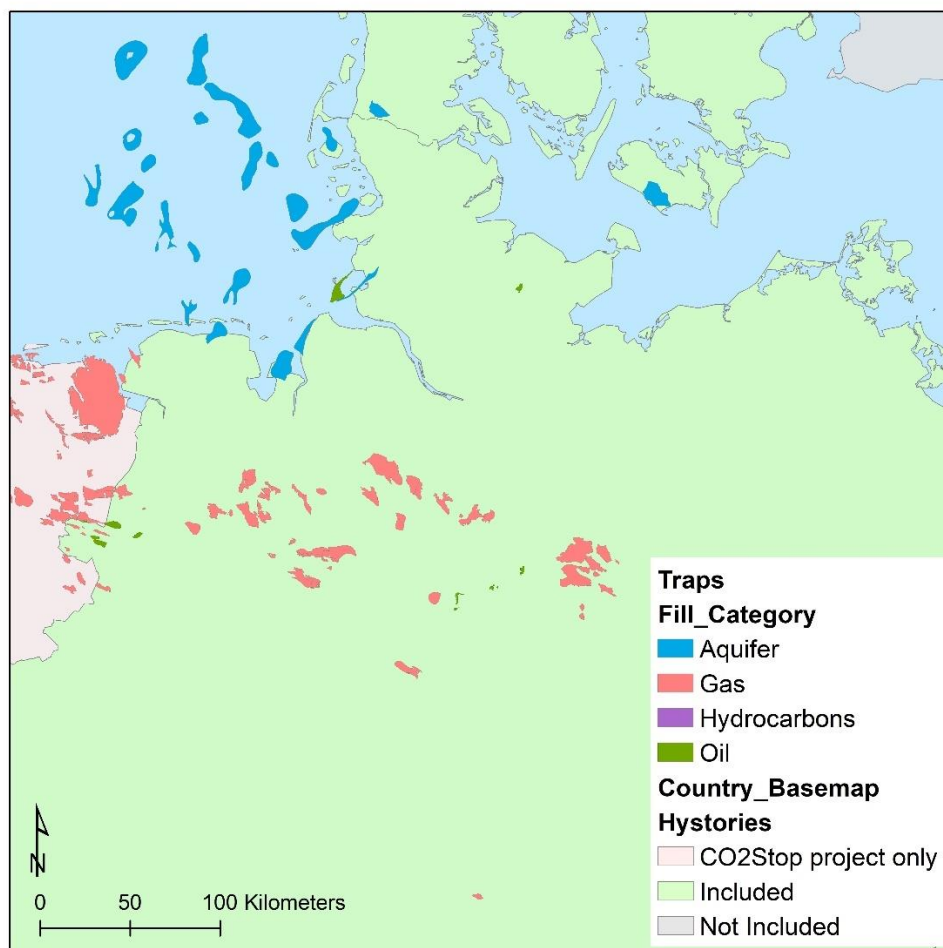 Traps
Fill_Category
Aquifer
Gas
Hydrocarbons
Oil
Country_Basemap
Hystories
CO2Stop project only
Included
Not Included
N
0 50 100 Kilometers